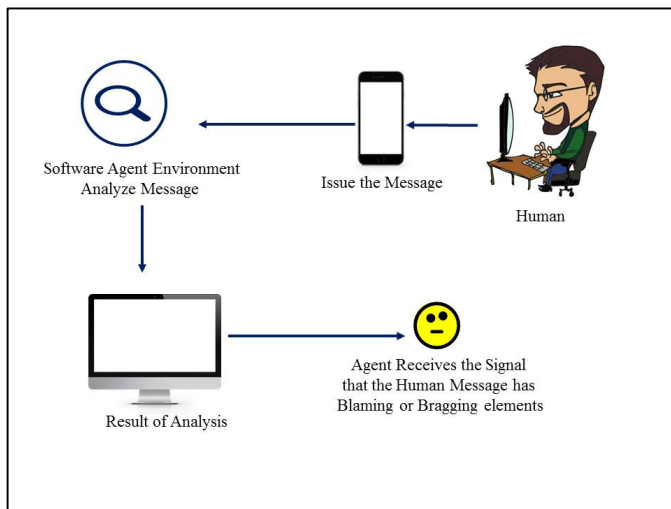 Software Agent Environment
Analyze Message
Issue the Message
Human
Result of Analysis
Agent Receives the Signal
that the Human Message has
Blaming or Bragging elements